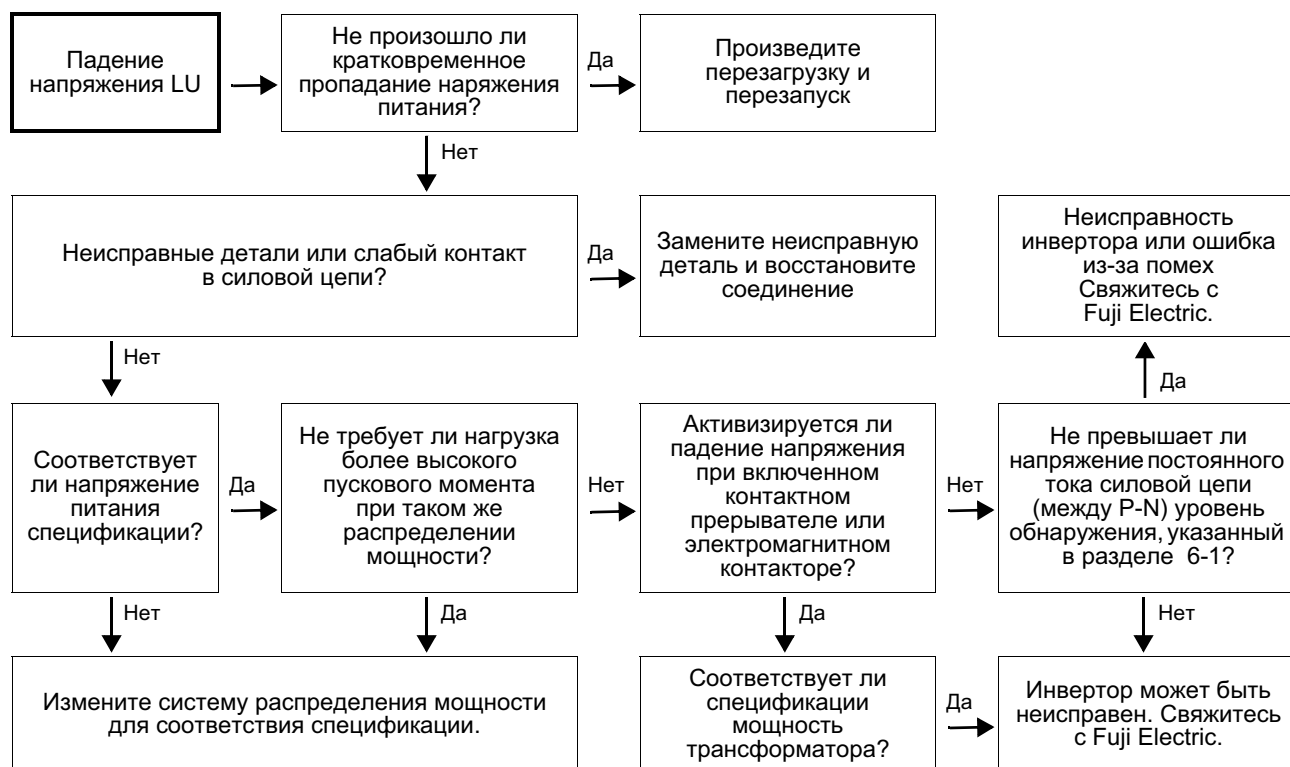 Падение
напряжения LU
Не произошло ли
кратковременное
пропадание наряжения
питания?
Да
Произведите
перезагрузку и
перезапуск
Нет
Неисправные детали или слабый контакт
в силовой цепи?
Да
Замените неисправную
деталь и восстановите
соединение
Неисправность
инвертора или ошибка
из-за помех
Свяжитесь с
Fuji Electric.
Нет
Да
Соответствует
ли напряжение
питания
спецификации?
Да
Не требует ли нагрузка
более высокого
пускового момента
при таком же
распределении
мощности?
Нет
Активизируется ли
падение напряжения
при включенном
контактном
прерывателе или
электромагнитном
контакторе?
Нет
Не превышает ли
напряжение постоянного
тока силовой цепи
(между P-N) уровень
обнаружения, указанный
в разделе 6-1?
Нет
Да
Да
Нет
Измените систему распределения мощности
для соответствия спецификации.
Соответствует ли
спецификации
мощность
трансформатора?
Да
Инвертор может быть
неисправен. Свяжитесь
с Fuji Electric.